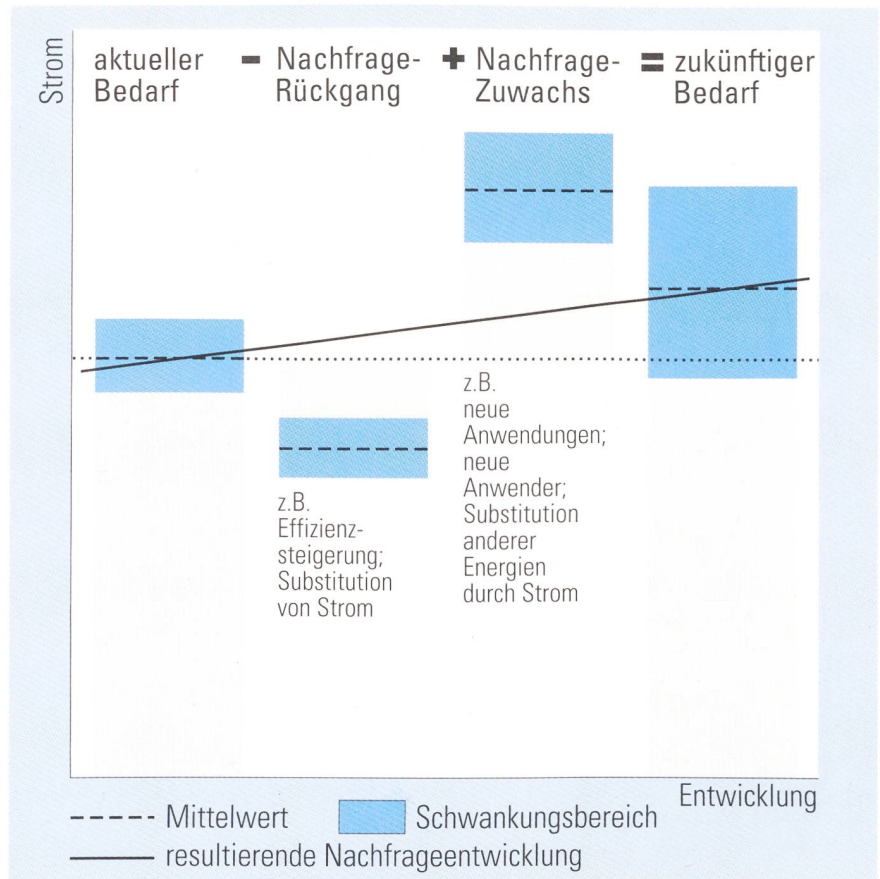 Strom
aktueller
Bedarf
- Nachfrage-
Rückgang
+ Nachfrage-
Zuwachs
= zukünftiger
Bedarf
z.B.
Effizienz-
steigerung;
Substitution
von Strom
z.B.
neue
Anwendungen;
neue
Anwender;
Substitution
anderer
Energien
durch Strom
Entwicklung
Mittelwert
Schwankungsbereich
resultierende Nachfrageentwicklung